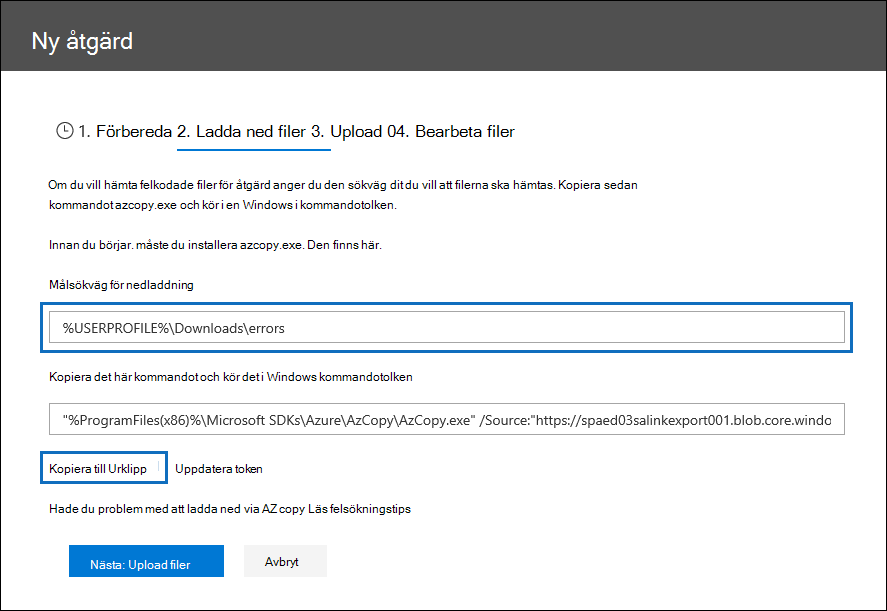 Ny åtgärd
1. Förbereda 2. Ladda ned filer 3. Upload 04. Bearbeta filer
Om du vill hämta felkodade filer för åtgärd anger du den sökväg dit du vill att filerna ska hämtas. Kopiera sedan
kommandot azcopy.exe och kör i en Windows i kommandotolken.
Innan du börjar. måste du installera azcopy.exe. Den finns här.
Målsökväg för nedladdning
%USERPROFILE%\Downloads\errors
Kopiera det här kommandot och kör det i Windows kommandotolken
"%ProgramFiles(x86)%\Microsoft SDKs\Azure\AzCopy\AzCopy.exe" /Source:"https://spaed03salinkexport001.blob.core.windo
Kopiera till Urklipp Uppdatera token
Hade du problem med att ladda ned via AZ copy Läs felsökningstips
Nästa: Upload filer Avbryt